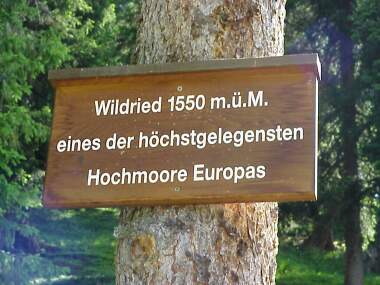 Wildried 1550 m.ü.M.
eines der höchstgelegensten
Hochmoore Europas